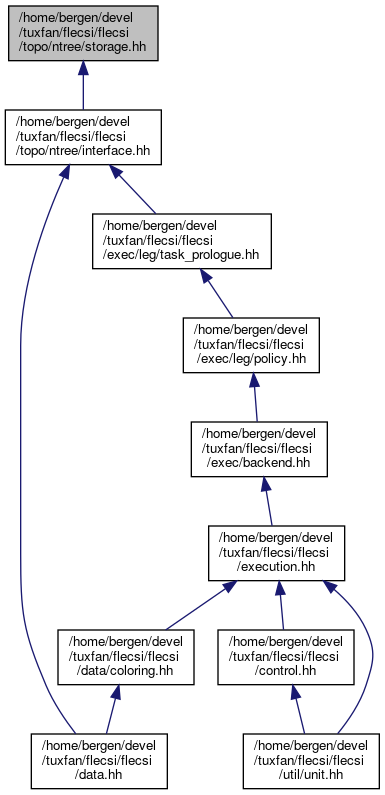 /home/bergen/devel
/tuxfan/flecsi/flecsi
/topo/ntree/storage.hh
/home/bergen/devel
/tuxfan/flecsi/flecsi
/topo/ntree/interface.hh
/home/bergen/devel
/tuxfan/flecsi/flecsi
/exec/leg/task_prologue.hh
/home/bergen/devel
/tuxfan/flecsi/flecsi
/exec/leg/policy.hh
/home/bergen/devel
/tuxfan/flecsi/flecsi
/exec/backend.hh
/home/bergen/devel
/tuxfan/flecsi/flecsi
/execution.hh
/home/bergen/devel
/tuxfan/flecsi/flecsi
/data/coloring.hh
/home/bergen/devel
/tuxfan/flecsi/flecsi
/control.hh
/home/bergen/devel
/tuxfan/flecsi/flecsi
/data.hh
/home/bergen/devel
/tuxfan/flecsi/flecsi
/util/unit.hh